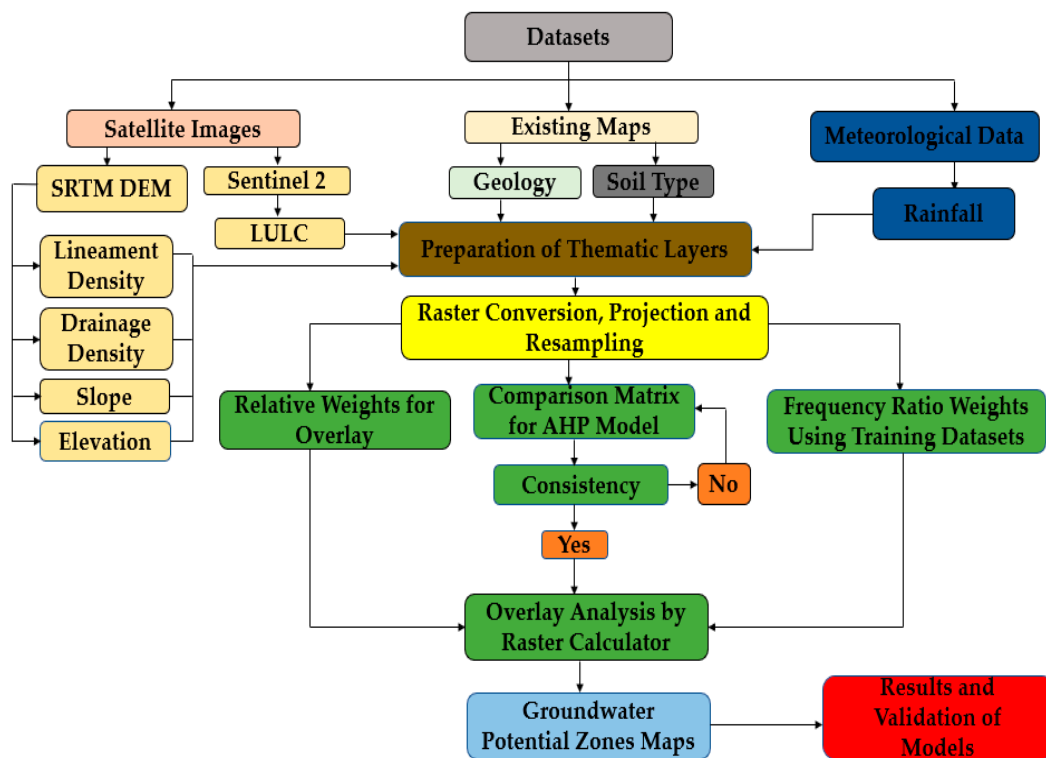 Datasets
Satellite Images
Existing Maps
Meteorological Data
SRTM DEM
Sentinel 2
Geology
Soil Type
Rainfall
LULC
Preparation of Thematic Layers
Lineament
Density
Drainage
Density
Slope
Elevation
Raster Conversion, Projection and
Resampling
Relative Weights for
Overlay
Comparison Matrix
for AHP Model
Frequency Ratio Weights
Using Training Datasets
Consistency
No
Yes
Overlay Analysis by
Raster Calculator
Groundwater
Potential Zones Maps
Results and
Validation of
Models